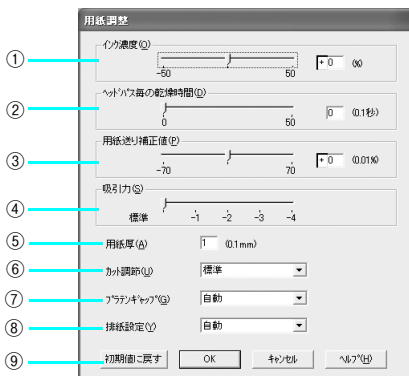 用紙調整
① インク濃度(O)
-50 50 +0 (%)
② ヘッドパス毎の乾燥時間(D)
0 50 0 (0.1秒)
③ 用紙送り補正値(P)
-70 70 +0 (0.01%)
④ 吸引力(S)
標準 -1 -2 -3 -4
⑤ 用紙厚(A) 1 (0.1mm)
⑥ カット調節(U) 標準
⑦ プラテンギャップ(G) 自動
⑧ 排紙設定(Y) 自動
⑨ 初期値に戻す OK キャンセル ヘルプ(H)